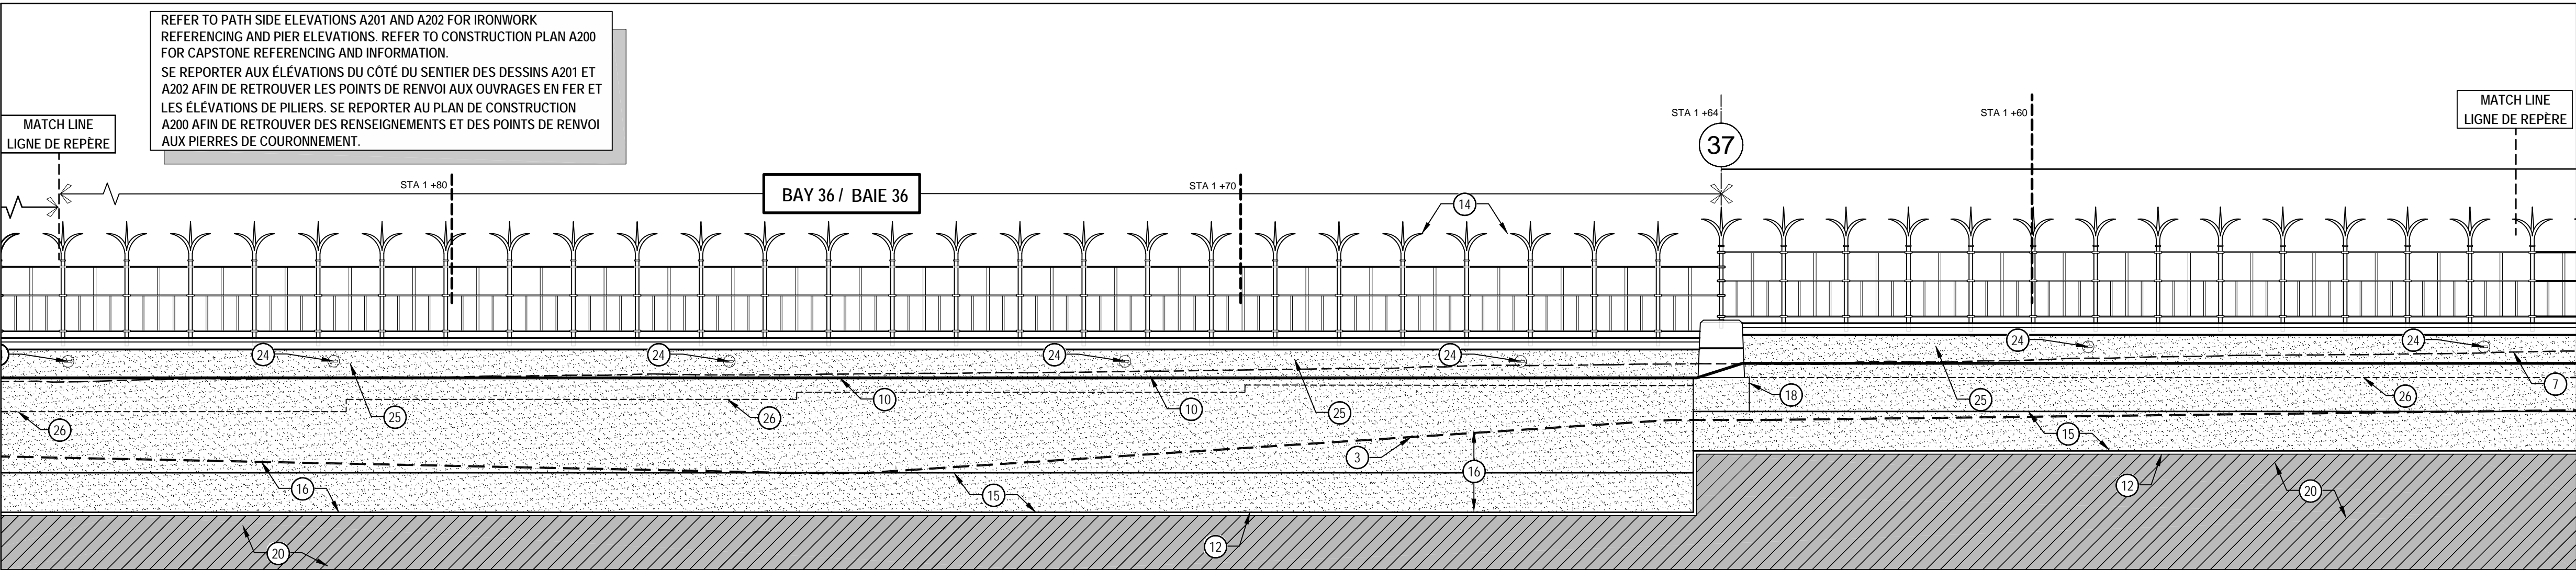 REFER TO PATH SIDE ELEVATIONS A201 AND A202 FOR IRONWORK
REFERENCING AND PIER ELEVATIONS. REFER TO CONSTRUCTION PLAN A200
FOR CAPSTONE REFERENCING AND INFORMATION.
SE REPORTER AUX ÉLÉVATIONS DU CÔTÉ DU SENTIER DES DESSINS A201 ET
A202 AFIN DE RETROUVER LES POINTS DE RENVOI AUX OUVRAGES EN FER ET
LES ÉLÉVATIONS DE PILIERS. SE REPORTER AU PLAN DE CONSTRUCTION
A200 AFIN DE RETROUVER DES RENSEIGNEMENTS ET DES POINTS DE RENVOI
AUX PIERRES DE COURONNEMENT.
MATCH LINE
LIGNE DE REPÈRE
STA 1 +80
BAY 36 / BAIE 36
STA 1 +70
14
STA 1 +64
37
STA 1 +60
MATCH LINE
LIGNE DE REPÈRE
24
24
24
24
24
24
25
10
10
25
18
25
26
7
26
26
3
16
15
16
15
12
20
20
12